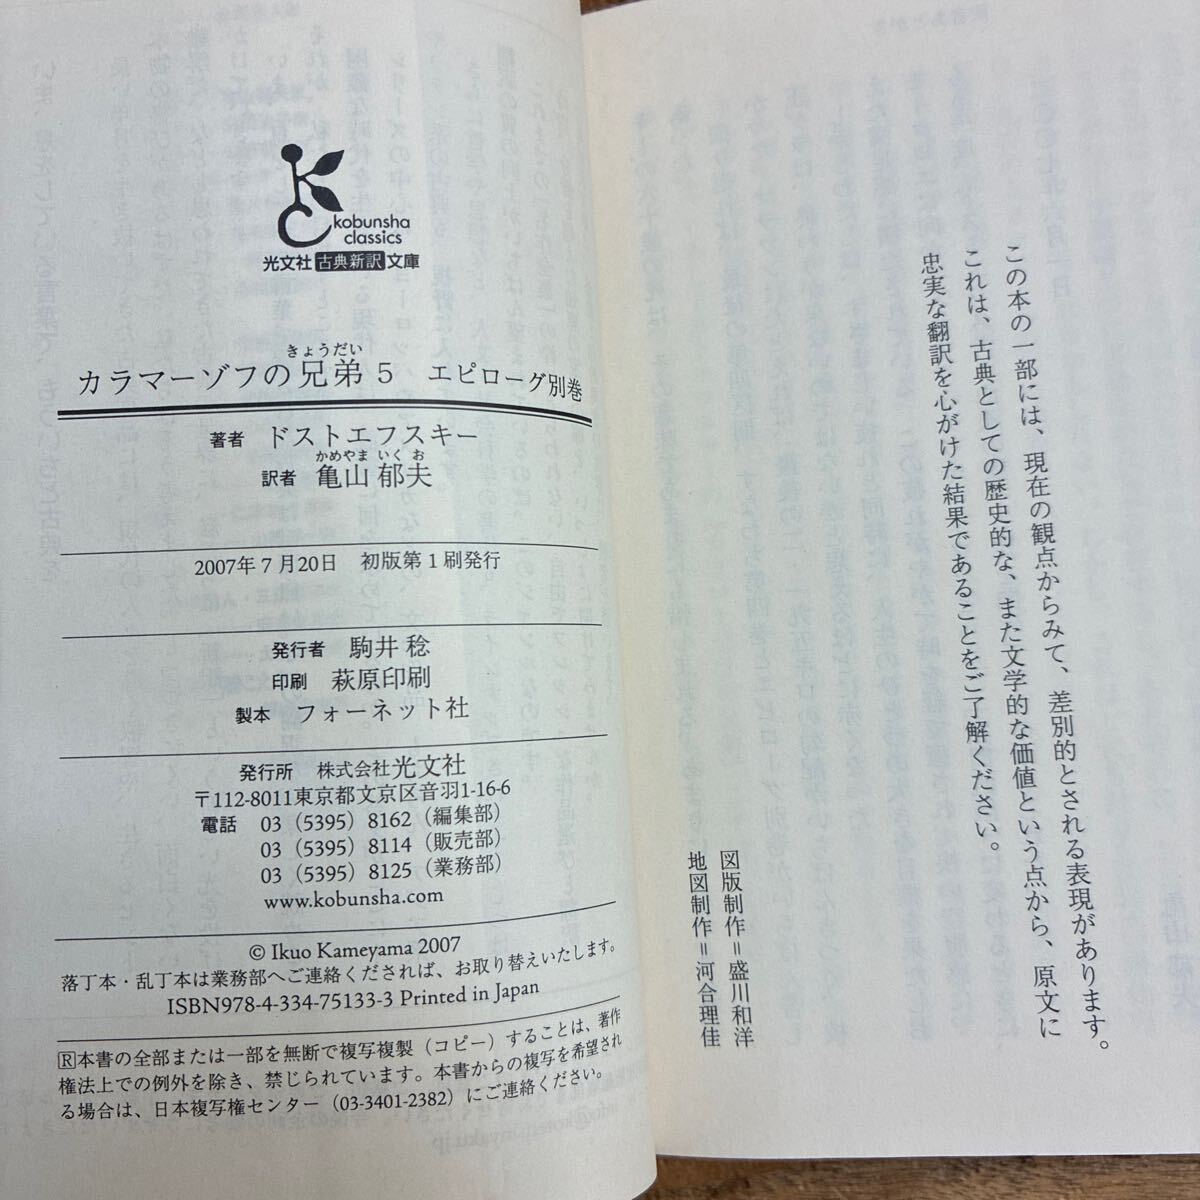 この本の一部には、現在の観点からみて、差別的とされる表現があります。
これは、古典としての歴史的な、また文学的な価値という点から、原文に
忠実な翻訳を心がけた結果であることをご了解ください。
図版制作＝盛川和洋
地図制作＝河合理佳
kobunsha
classics
光文社古典新訳文庫
きょうだい
カラマーゾフの兄弟 5 エピローグ別巻
著者 ドストエフスキー
かめやま いく お
訳者 亀山 郁夫
2007年7月20日 初版第1刷発行
発行者 駒井 稔
印刷 萩原印刷
製本 フォーネット社
発行所 株式会社光文社
〒112-8011東京都文京区音羽1-16-6
電話 03（5395）8162（編集部）
03（5395）8114（販売部）
03（5395）8125（業務部）
www.kobunsha.com
© Ikuo Kameyama 2007
落丁本・乱丁本は業務部へご連絡くだされば、お取り替えいたします。
ISBN978-4-334-75133-3 Printed in Japan
Ⓡ本書の全部または一部を無断で複写複製（コピー）することは、著作
権法上での例外を除き、禁じられています。本書からの複写を希望され
る場合は、日本複写権センター（03-3401-2382）にご連絡ください。